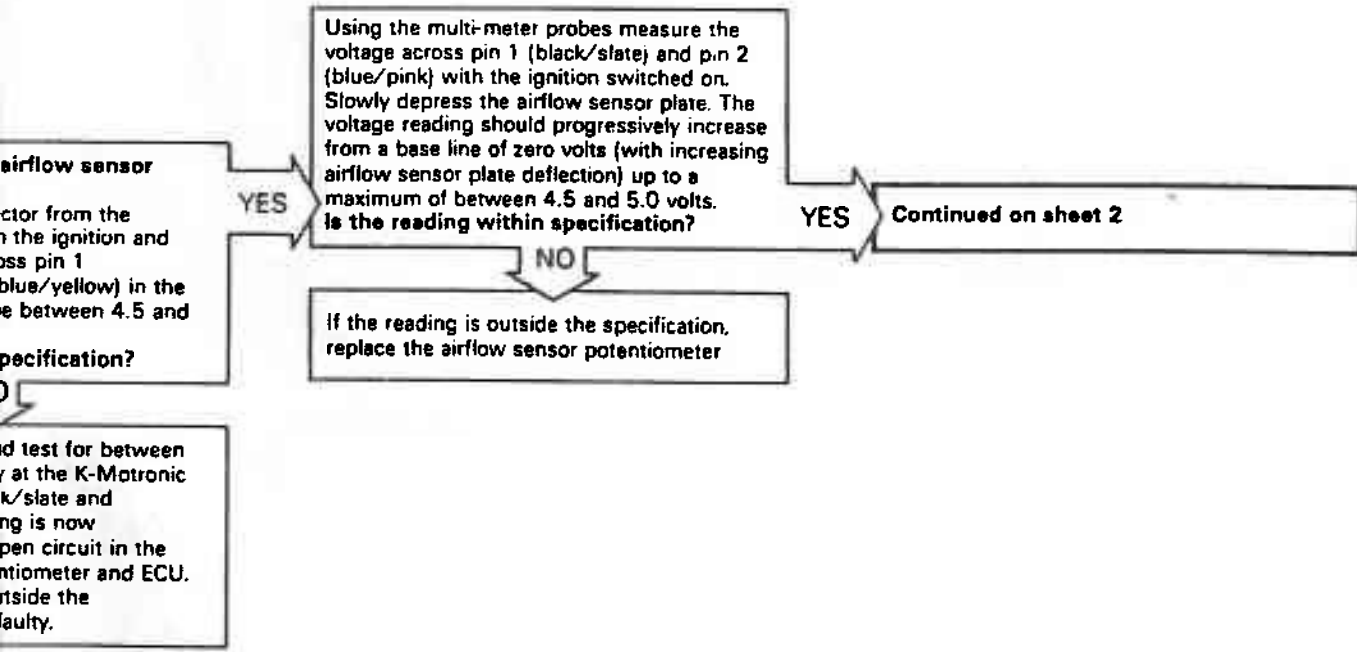 airflow sensor
ctor from the
n the ignition and
oss pin 1
blue/yellow) in the
be between 4.5 and
pecification?
YES
Using the multi-meter probes measure the
voltage across pin 1 (black/slate) and pin 2
(blue/pink) with the ignition switched on.
Slowly depress the airflow sensor plate. The
voltage reading should progressively increase
from a base line of zero volts (with increasing
airflow sensor plate deflection) up to a
maximum of between 4.5 and 5.0 volts.
Is the reading within specification?
YES
Continued on sheet 2
NO
If the reading is outside the specification,
replace the airflow sensor potentiometer
O
d test for between
y at the K-Motronic
k/slate and
ng is now
pen circuit in the
ntiometer and ECU.
tside the
faulty.